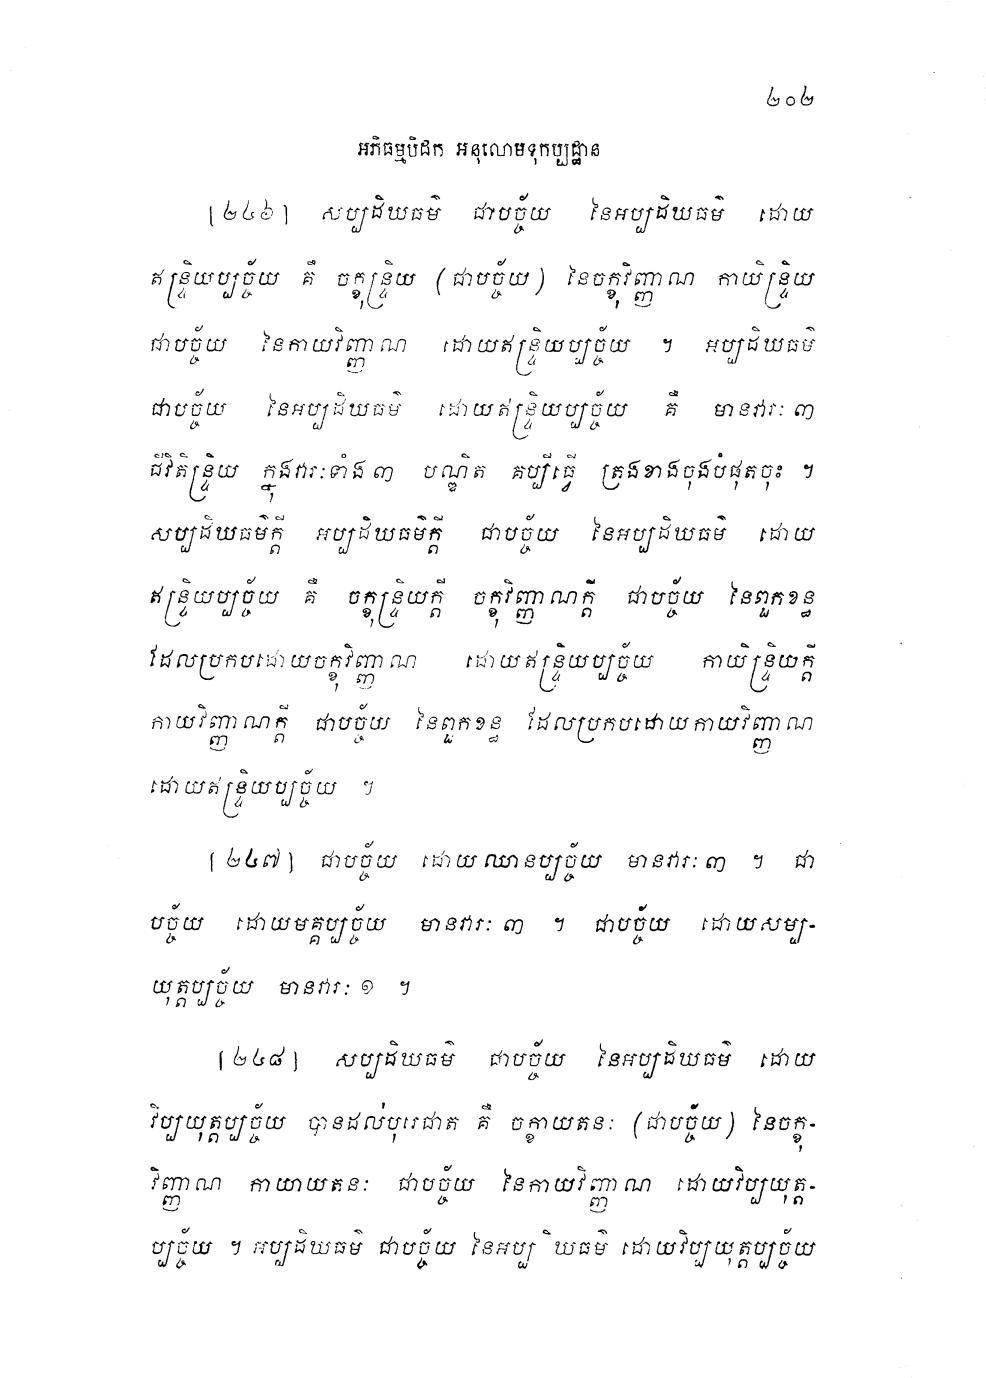 ២០២
អភិធម្មបិដក អនុលោមទុកប្បដ្ឋាន
[២៤៦] សប្បដិឃធម៌ ជាបច្ច័យ នៃអប្បដិឃធម៌ ដោយ
ឥន្ទ្រិយប្បច្ច័យ គឺ ចក្ខុន្ទ្រិយ (ជាបច្ច័យ) នៃចក្ខុវិញ្ញាណ កាយិន្ទ្រិយ
ជាបច្ច័យ នៃកាយវិញ្ញាណ ដោយឥន្ទ្រិយប្បច្ច័យ ។ អប្បដិឃធម៌
ជាបច្ច័យ នៃអប្បដិឃធម៌ ដោយឥន្ទ្រិយប្បច្ច័យ គឺ មានវារៈ ៣
ជីវិតិន្ទ្រិយ ក្នុងវារៈទាំង ៣ បណ្ឌិត គប្បីធ្វើ ត្រង់ខាងចុងបំផុតចុះ ។
សប្បដិឃធម៌ក្តី អប្បដិឃធម៌ក្តី ជាបច្ច័យ នៃអប្បដិឃធម៌ ដោយ
ឥន្ទ្រិយប្បច្ច័យ គឺ ចក្ខុន្ទ្រិយក្តី ចក្ខុវិញ្ញាណក្តី ជាបច្ច័យ នៃពួកខន្ធ
ដែលប្រកបដោយចក្ខុវិញ្ញាណ ដោយឥន្ទ្រិយប្បច្ច័យ កាយិន្ទ្រិយក្តី
កាយវិញ្ញាណក្តី ជាបច្ច័យ នៃពួកខន្ធ ដែលប្រកបដោយកាយវិញ្ញាណ
ដោយឥន្ទ្រិយប្បច្ច័យ ។
[២៤៧] ជាបច្ច័យ ដោយឈានប្បច្ច័យ មានវារៈ ៣ ។ ជា
បច្ច័យ ដោយមគ្គប្បច្ច័យ មានវារៈ ៣ ។ ជាបច្ច័យ ដោយសម្ប-
យុត្តប្បច្ច័យ មានវារៈ ១ ។
[២៤៨] សប្បដិឃធម៌ ជាបច្ច័យ នៃអប្បដិឃធម៌ ដោយ
វិប្បយុត្តប្បច្ច័យ បានដល់បុរេជាត គឺ ចក្ខាយតនៈ (ជាបច្ច័យ) នៃចក្ខុ-
វិញ្ញាណ កាយាយតនៈ ជាបច្ច័យ នៃកាយវិញ្ញាណ ដោយវិប្បយុត្ត-
ប្បច្ច័យ ។ អប្បដិឃធម៌ ជាបច្ច័យ នៃអប្បដិឃធម៌ ដោយវិប្បយុត្តប្បច្ច័យ